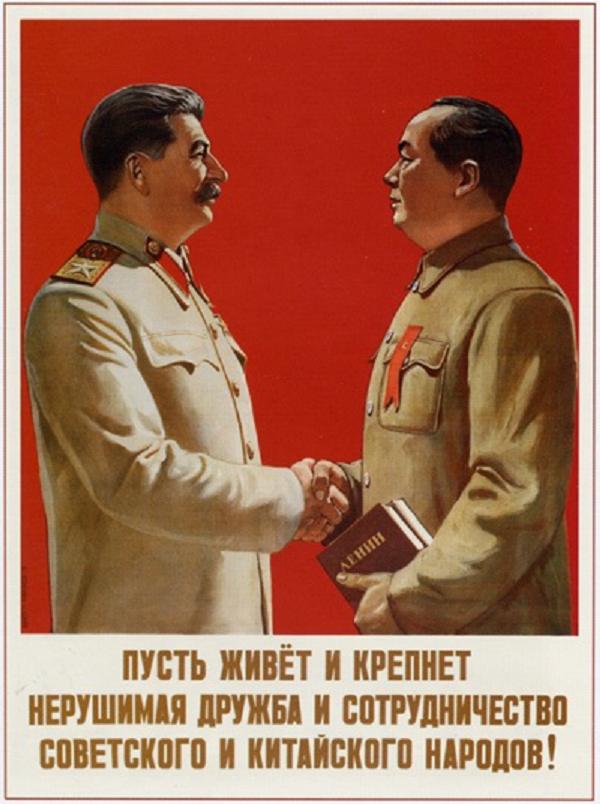 ЛЕНИН
ПУСТЬ ЖИВЁТ И КРЕПНЕТ
НЕРУШИМАЯ ДРУЖБА И СОТРУДНИЧЕСТВО
СОВЕТСКОГО И КИТАЙСКОГО НАРОДОВ!